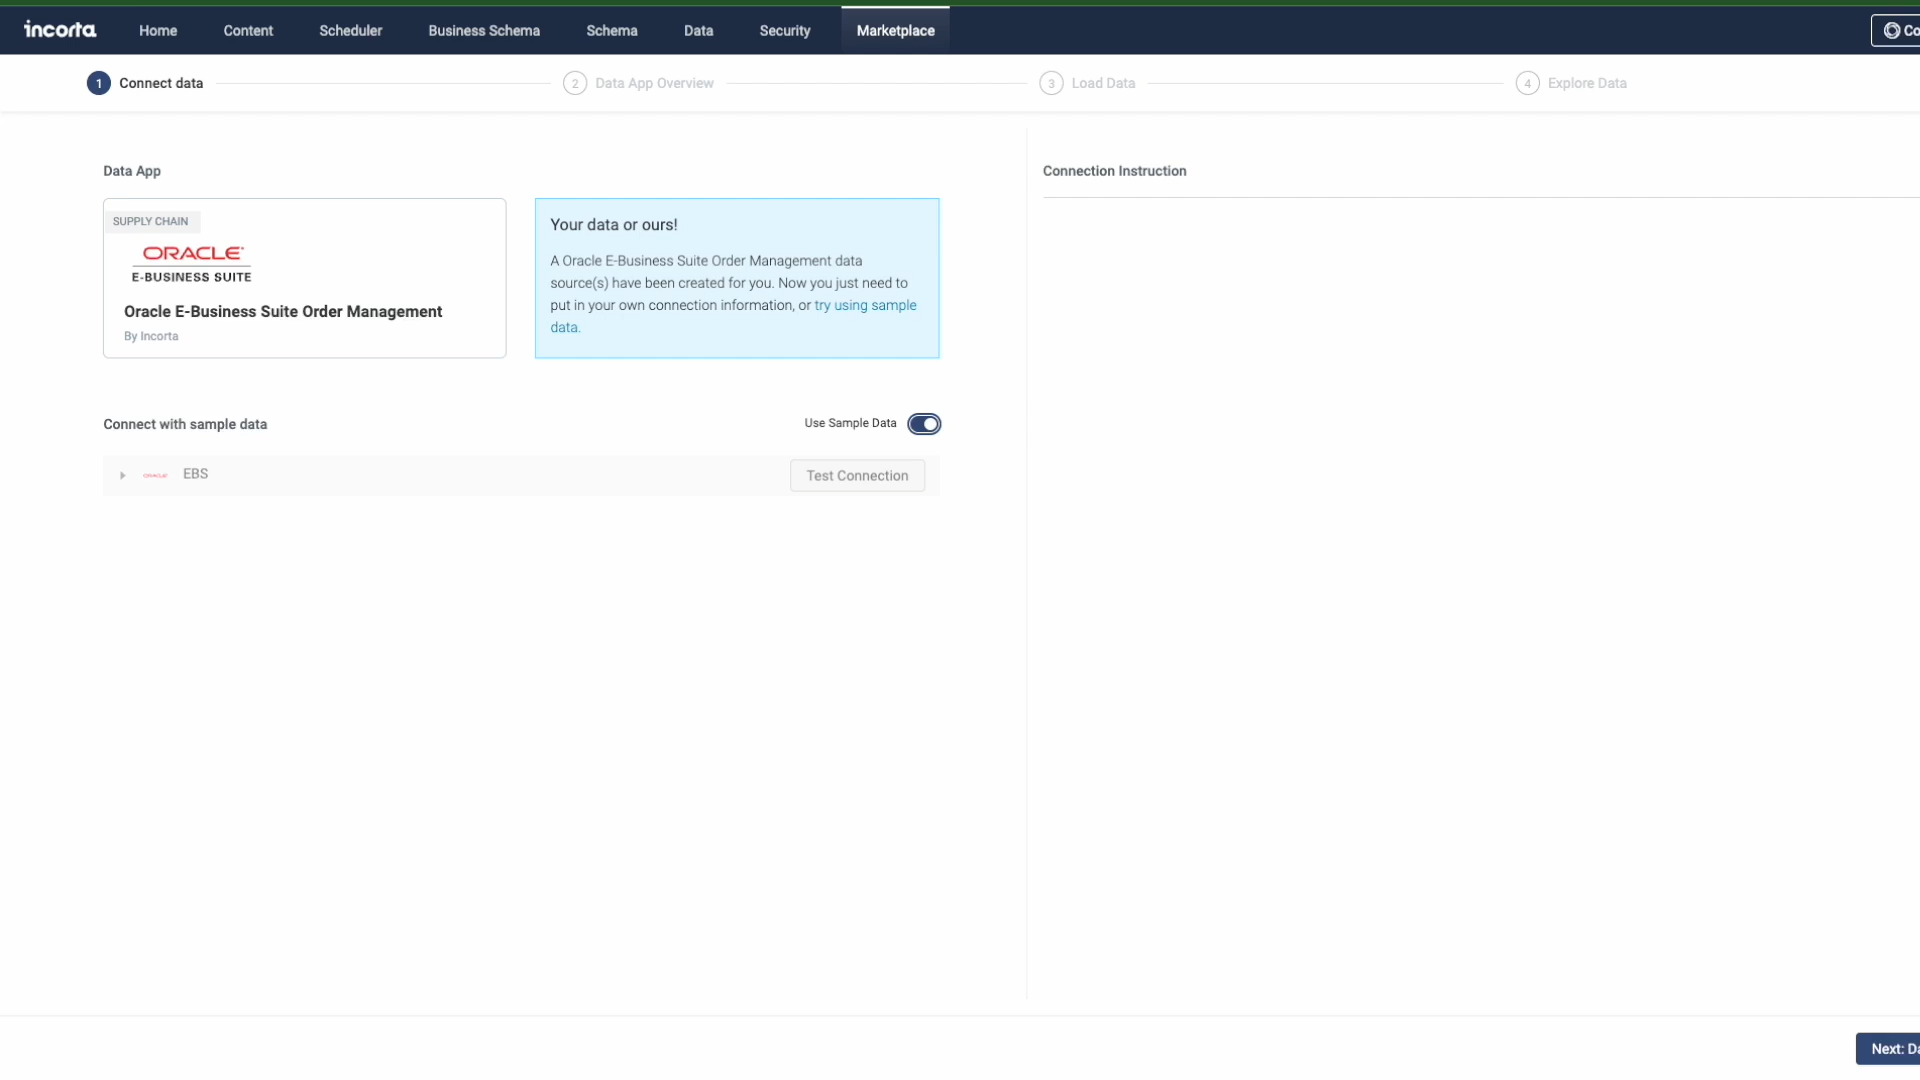 incorta
Home
Content
Scheduler
Business Schema
Schema
Data
Security
Marketplace
Co
1 Connect data
2 Data App Overview
3 Load Data
4 Explore Data
Data App
SUPPLY CHAIN
ORACLE
E-BUSINESS SUITE
Oracle E-Business Suite Order Management
By Incorta
Your data or ours!
A Oracle E-Business Suite Order Management data
source(s) have been created for you. Now you just need to
put in your own connection information, or try using sample
data.
Connect with sample data
Use Sample Data
ORACLE
EBS
Test Connection
Connection Instruction
Next: Da